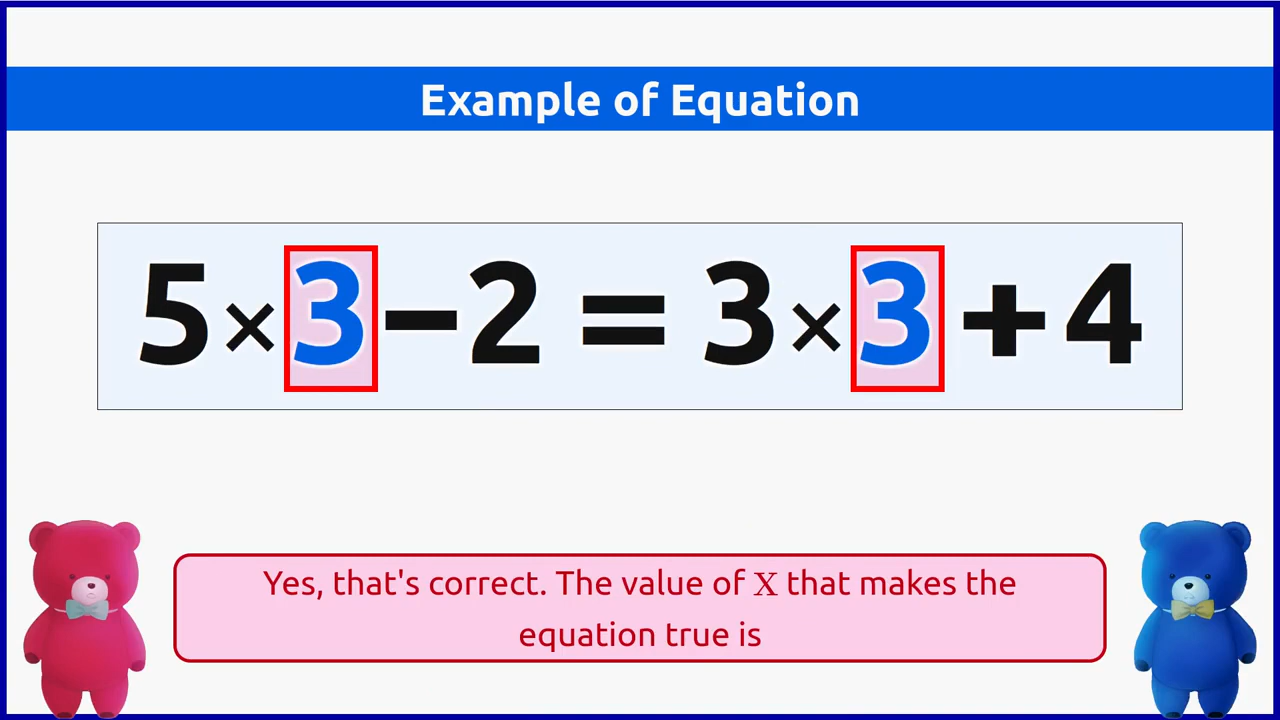 Example of Equation
5×3−2 = 3×3+4
Yes, that's correct. The value of X that makes the
equation true is